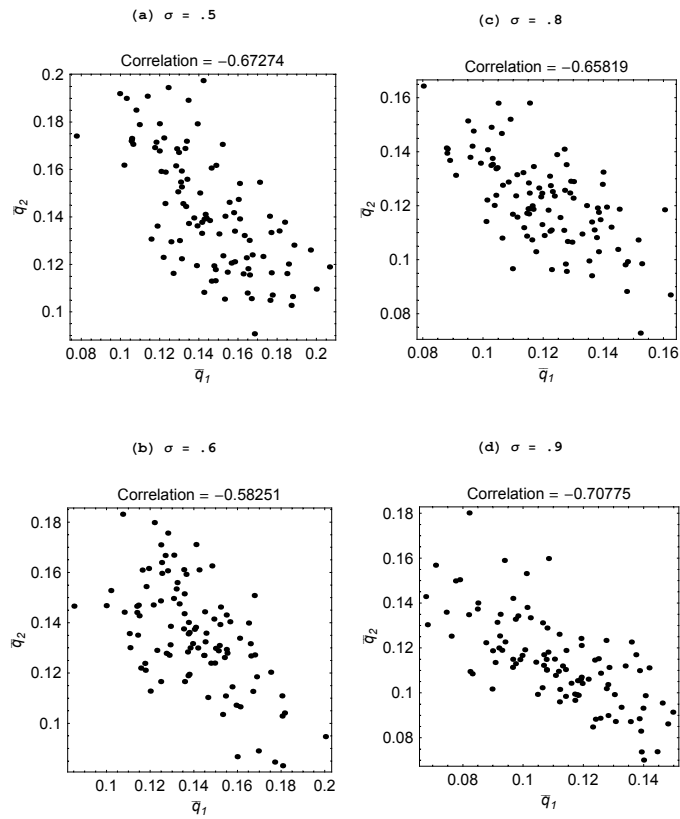 (a) σ = .5
Correlation = −0.67274
0.2
0.18
0.16
0.14
0.12
0.1
q̅₂
0.08 0.1 0.12 0.14 0.16 0.18 0.2
q̅₁
(c) σ = .8
Correlation = −0.65819
0.16
0.14
0.12
0.1
0.08
q̅₂
0.08 0.1 0.12 0.14 0.16
q̅₁
(b) σ = .6
Correlation = −0.58251
0.18
0.16
0.14
0.12
0.1
q̅₂
0.1 0.12 0.14 0.16 0.18 0.2
q̅₁
(d) σ = .9
Correlation = −0.70775
0.18
0.16
0.14
0.12
0.1
0.08
q̅₂
0.08 0.1 0.12 0.14
q̅₁